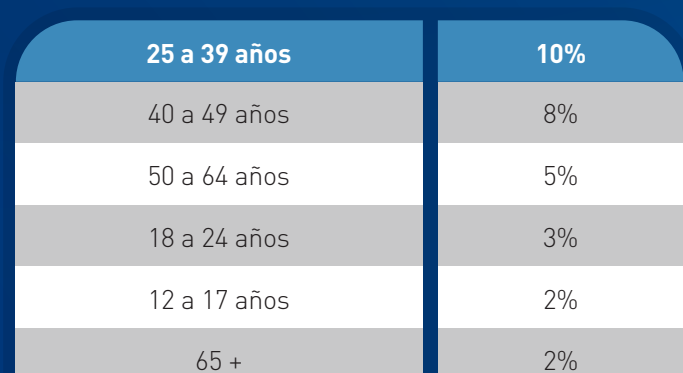 25 a 39 años 10%
40 a 49 años 8%
50 a 64 años 5%
18 a 24 años 3%
12 a 17 años 2%
65 + 2%